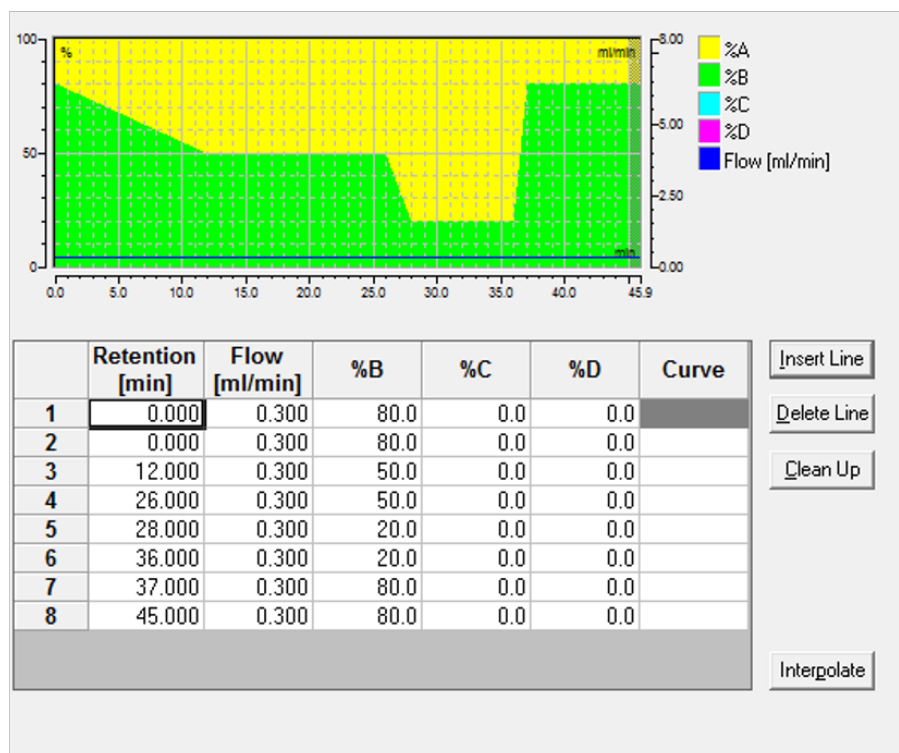 100
%
50
0
ml/min
min
8.00
5.00
2.50
0.00
0.0 5.0 10.0 15.0 20.0 25.0 30.0 35.0 40.0 45.9
%A
%B
%C
%D
Flow [ml/min]
Retention [min] Flow [ml/min] %B %C %D Curve
1 0.000 0.300 80.0 0.0 0.0
2 0.000 0.300 80.0 0.0 0.0
3 12.000 0.300 50.0 0.0 0.0
4 26.000 0.300 50.0 0.0 0.0
5 28.000 0.300 20.0 0.0 0.0
6 36.000 0.300 20.0 0.0 0.0
7 37.000 0.300 80.0 0.0 0.0
8 45.000 0.300 80.0 0.0 0.0
Insert Line
Delete Line
Clean Up
Interpolate